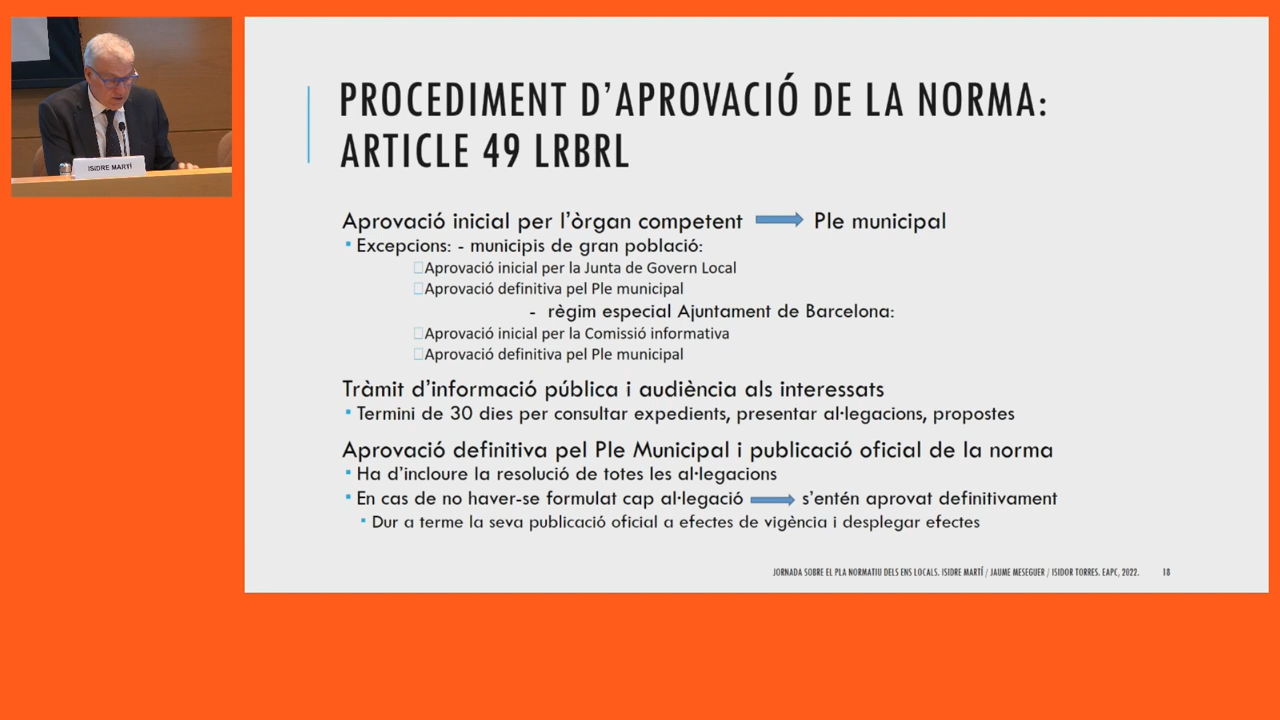 ISIDRE MARTÍ
PROCEDIMENT D'APROVACIÓ DE LA NORMA:
ARTICLE 49 LRBRL
Aprovació inicial per l'òrgan competent Ple municipal
Excepcions: - municipis de gran població:
Aprovació inicial per la Junta de Govern Local
Aprovació definitiva pel Ple municipal
- règim especial Ajuntament de Barcelona:
Aprovació inicial per la Comissió informativa
Aprovació definitiva pel Ple municipal
Tràmit d'informació pública i audiència als interessats
Termini de 30 dies per consultar expedients, presentar al·legacions, propostes
Aprovació definitiva pel Ple Municipal i publicació oficial de la norma
Ha d'incloure la resolució de totes les al·legacions
En cas de no haver-se formulat cap al·legació s'entén aprovat definitivament
Dur a terme la seva publicació oficial a efectes de vigència i desplegar efectes
JORNADA SOBRE EL PLA NORMATIU DELS ENS LOCALS. ISIDRE MARTÍ / JAUME MESEGUER / ISIDOR TORRES. EAPC, 2022. 18